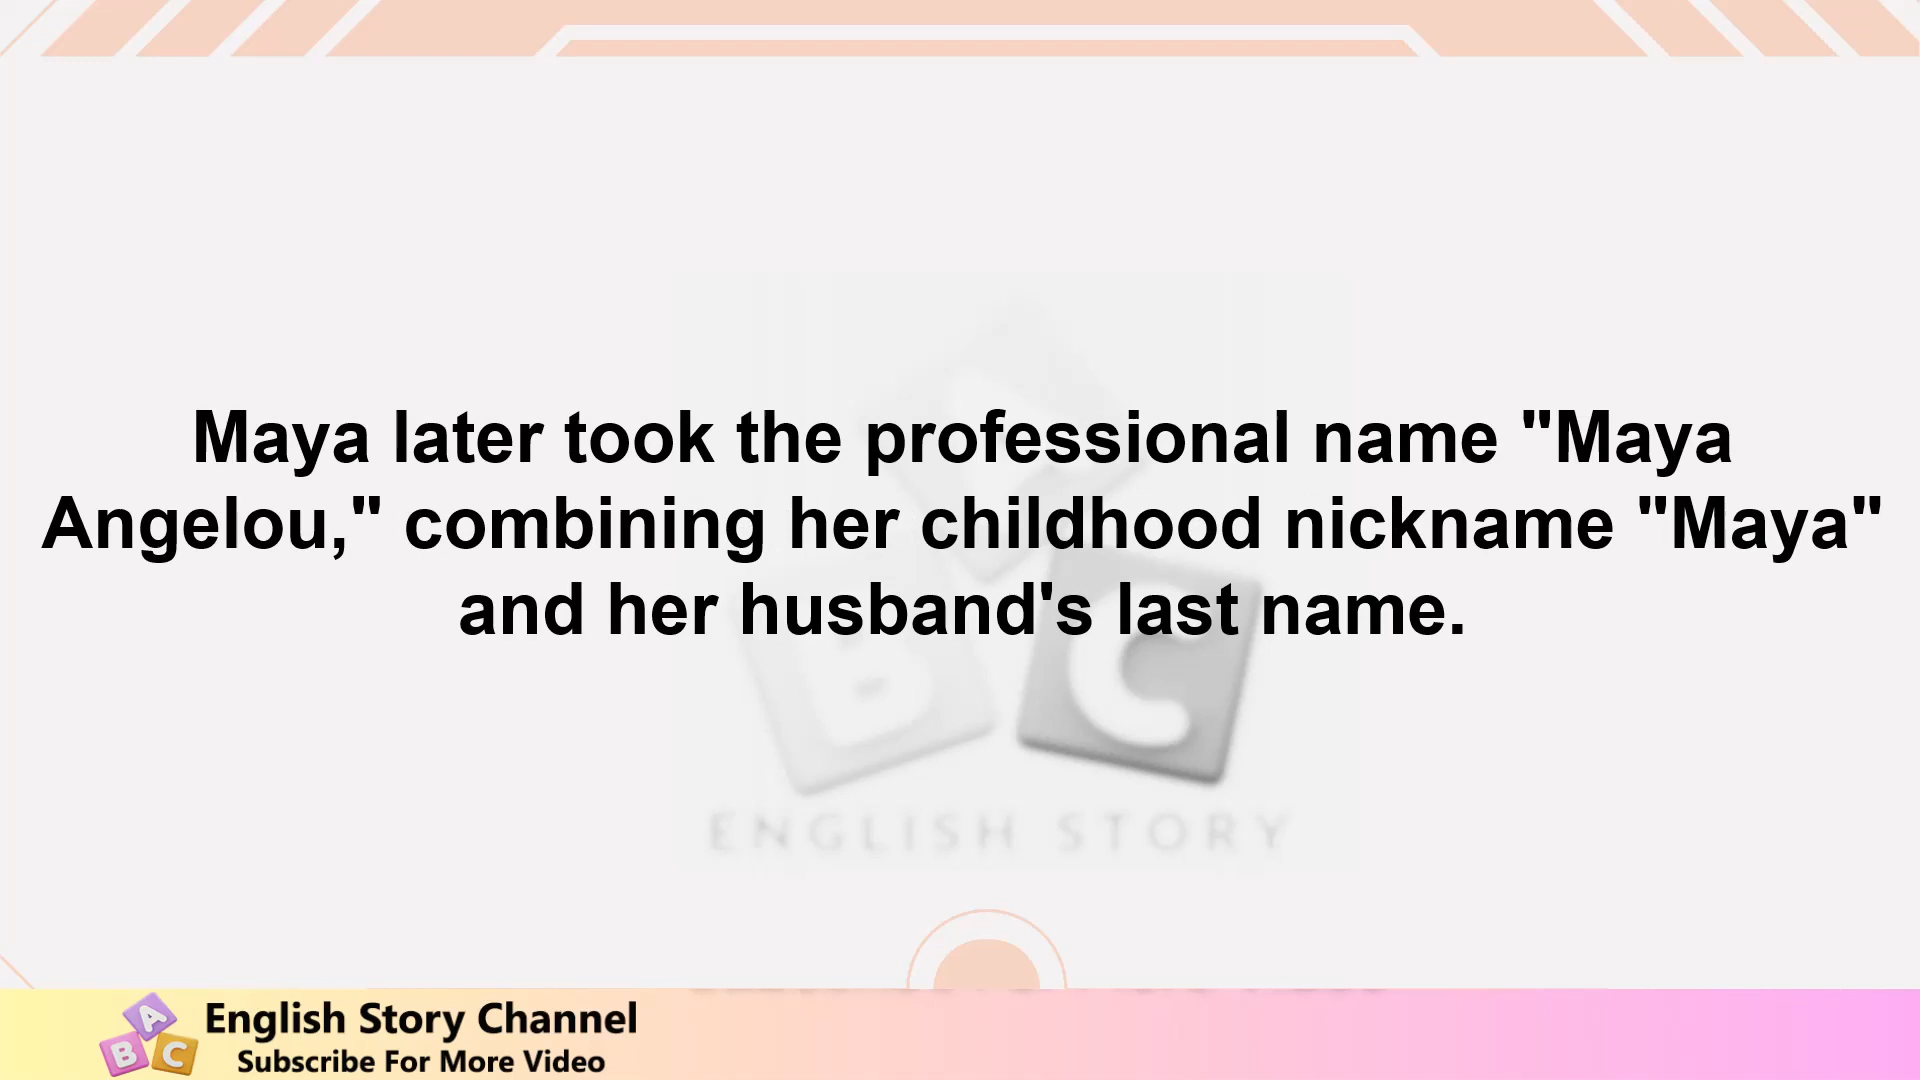 Maya later took the professional name "Maya
Angelou," combining her childhood nickname "Maya"
and her husband's last name.
A
B
C
ENGLISH STORY
A
B
C
English Story Channel
Subscribe For More Video